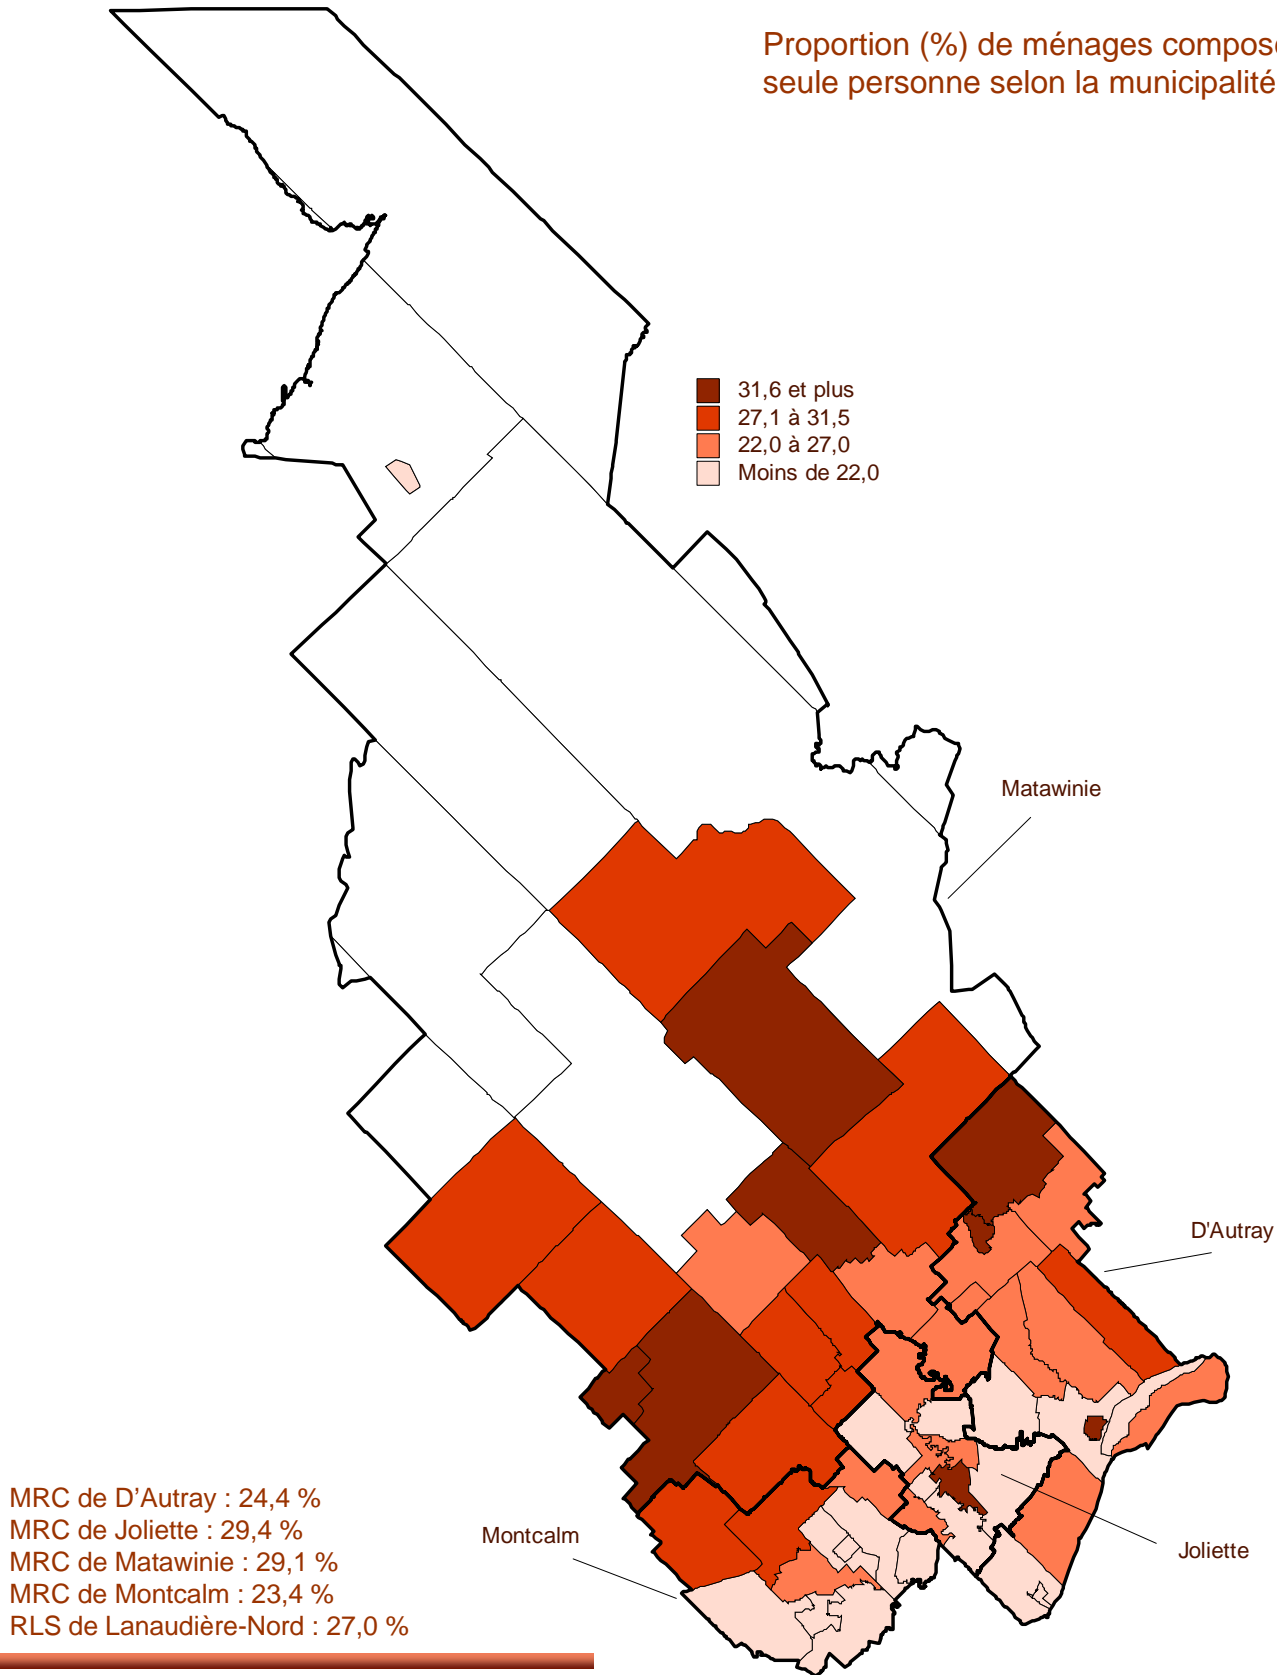 Proportion (%) de ménages
seule personne selon la municipalité
31,6 et plus
27,1 à 31,5
22,0 à 27,0
Moins de 22,0
Matawinie
D'Autray
Montcalm
Joliette
MRC de D'Autray : 24,4 %
MRC de Joliette : 29,4 %
MRC de Matawinie : 29,1 %
MRC de Montcalm : 23,4 %
RLS de Lanaudière-Nord : 27,0 %